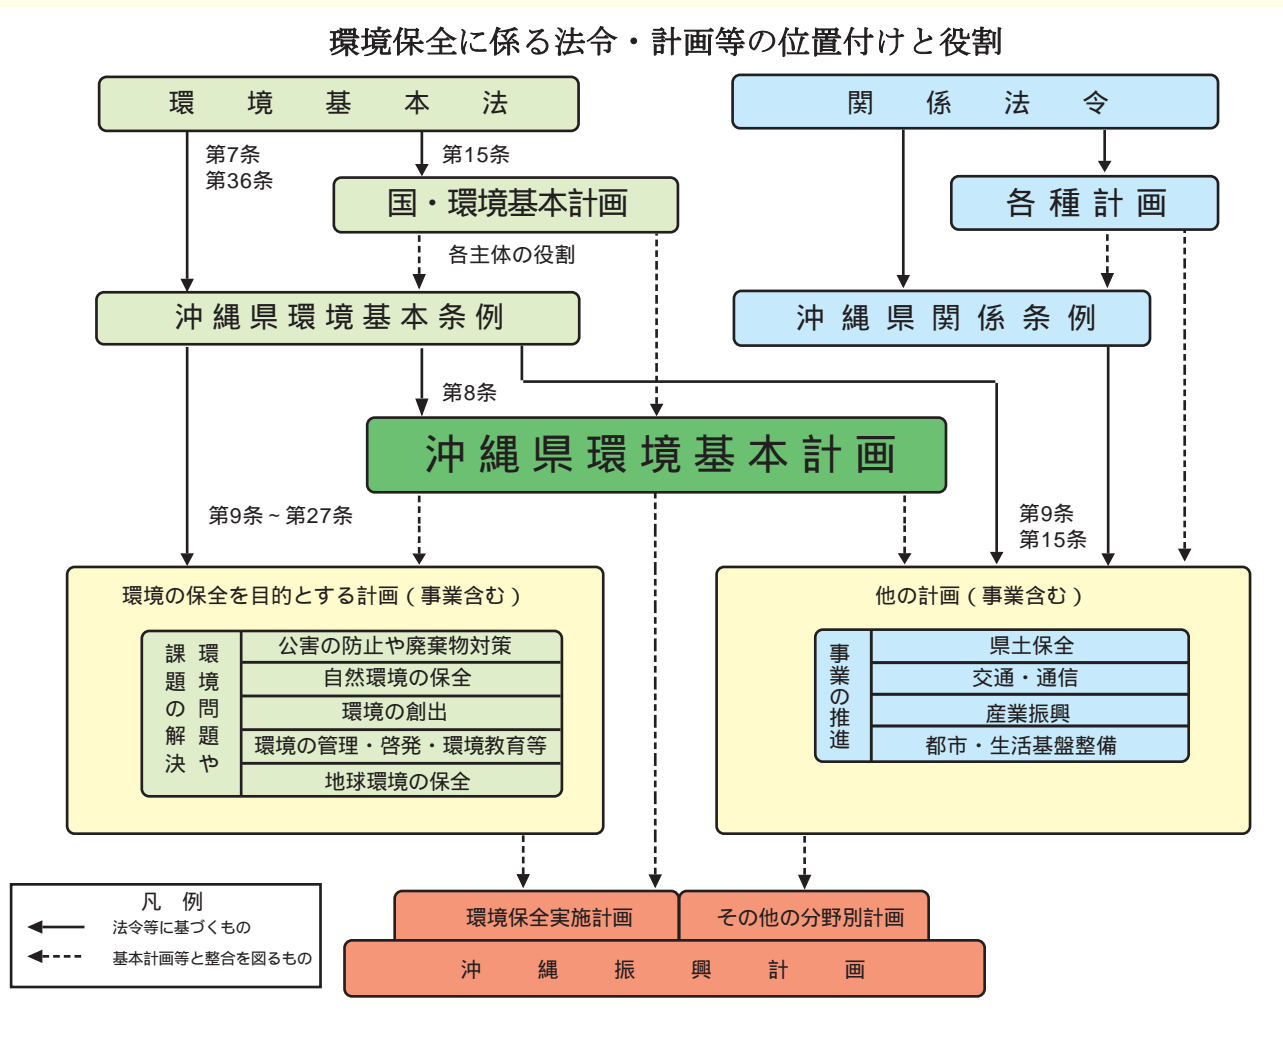 環境保全に係る法令・計画等の位置付けと役割
環境基本法
関係法令
第7条
第36条
第15条
国・環境基本計画
各種計画
各主体の役割
沖縄県環境基本条例
沖縄県関係条例
第8条
沖縄県環境基本計画
第9条～第27条
第9条
第15条
環境の保全を目的とする計画(事業含む)
環境問題や
課題の解決
公害の防止や廃棄物対策
自然環境の保全
環境の創出
環境の管理・啓発・環境教育等
地球環境の保全
他の計画(事業含む)
事業の推進
県土保全
交通・通信
産業振興
都市・生活基盤整備
凡 例
法令等に基づくもの
基本計画等と整合を図るもの
環境保全実施計画
その他の分野別計画
沖縄振興計画